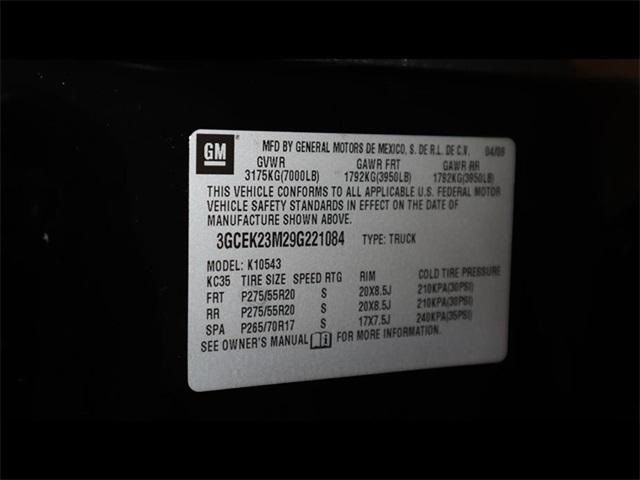 GM
MFD BY GENERAL MOTORS DE MEXICO, S. DE R.L. DE C.V. 04/09
GVWR GAWR FRT GAWR RR
3175KG(7000LB) 1792KG(3950LB) 1792KG(3950LB)
THIS VEHICLE CONFORMS TO ALL APPLICABLE U.S. FEDERAL MOTOR
VEHICLE SAFETY STANDARDS IN EFFECT ON THE DATE OF
MANUFACTURE SHOWN ABOVE.
3GCEK23M29G221084 TYPE: TRUCK
MODEL: K10543
KC35 TIRE SIZE SPEED RTG RIM COLD TIRE PRESSURE
FRT P275/55R20 S 20X8.5J 210KPA(30PSI)
RR P275/55R20 S 20X8.5J 210KPA(30PSI)
SPA P265/70R17 S 17X7.5J 240KPA(35PSI)
SEE OWNER'S MANUAL FOR MORE INFORMATION.